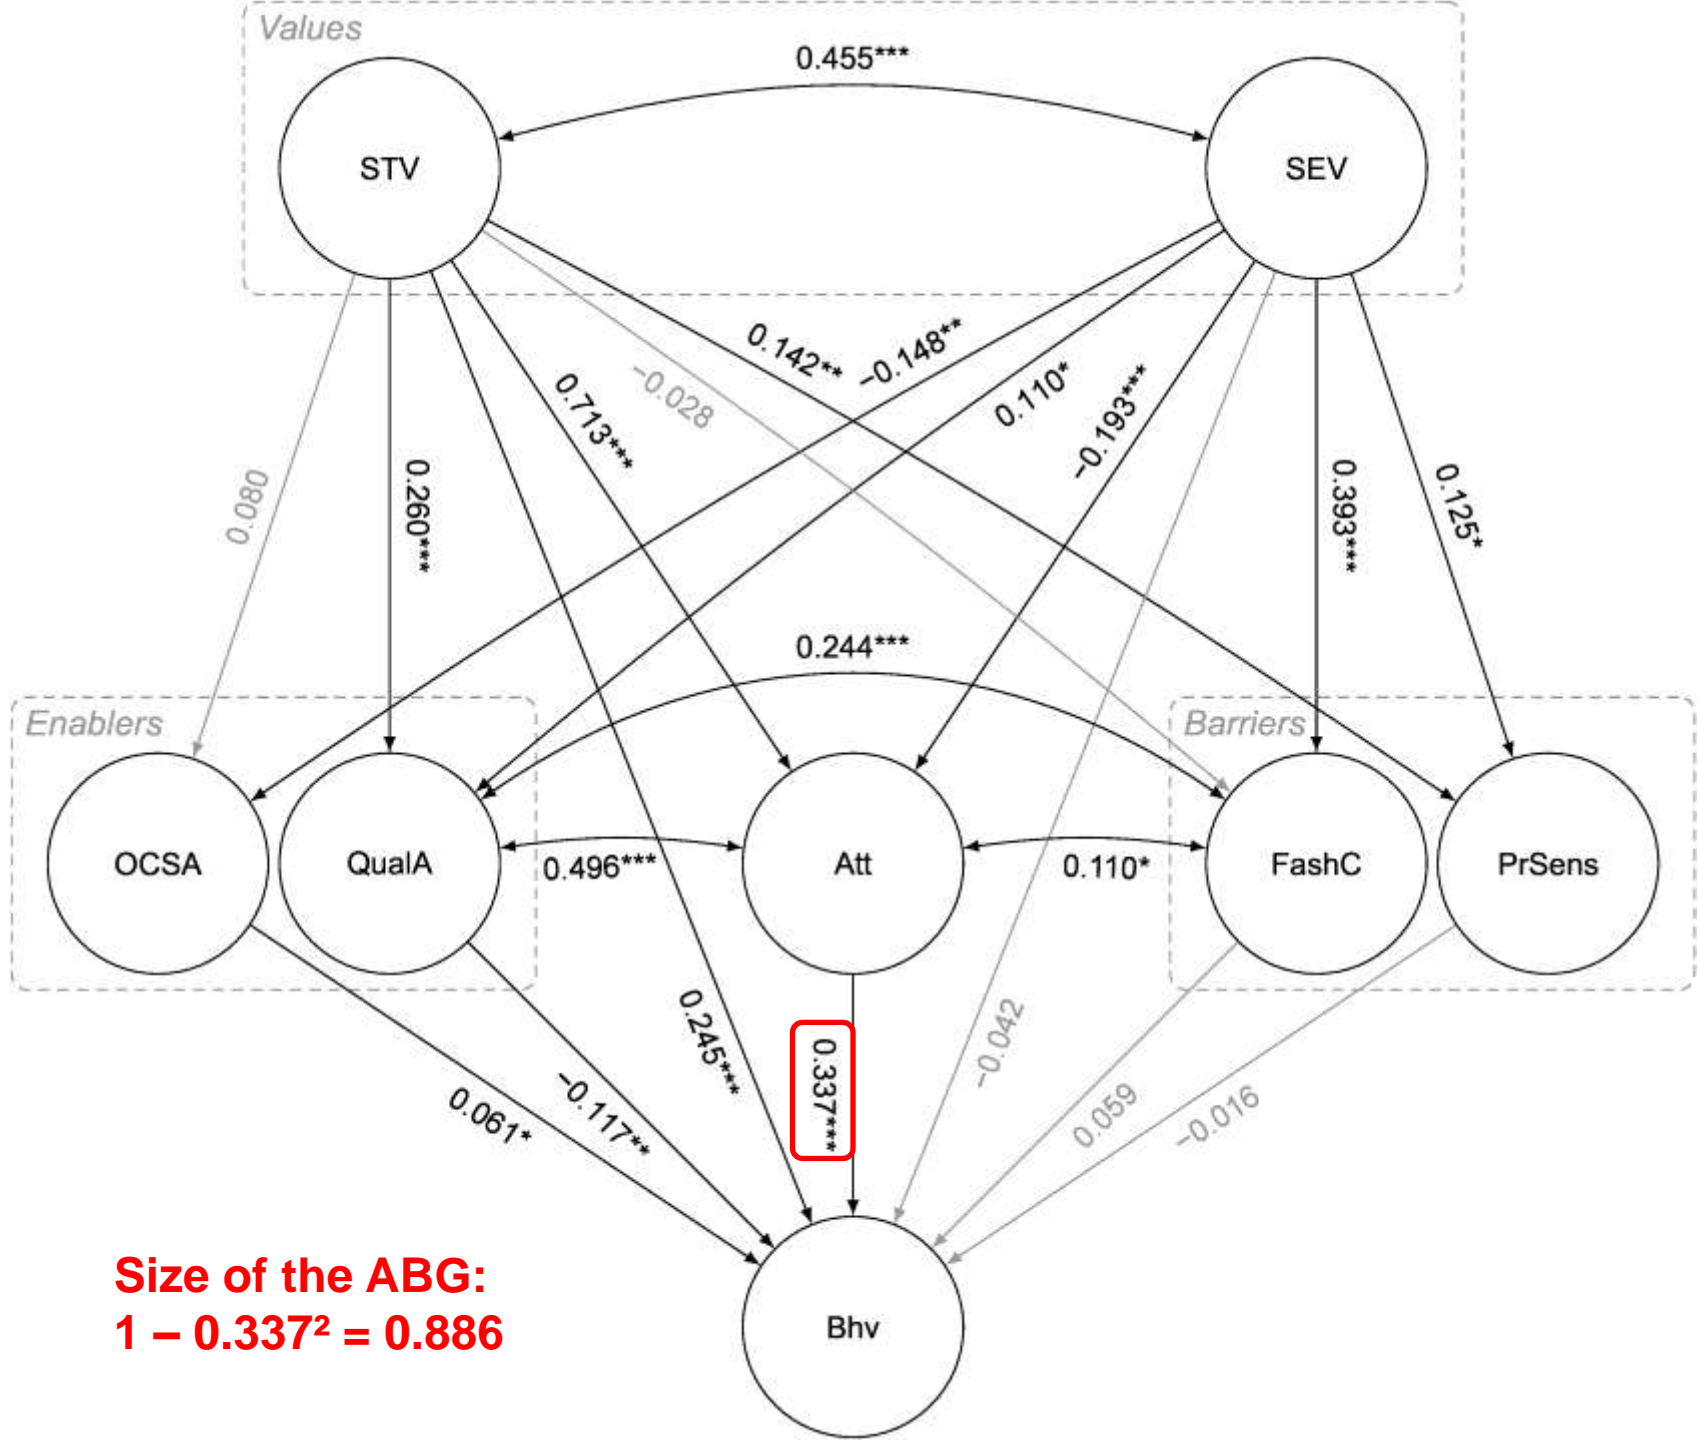 Values
0.455***
STV
SEV
0.142**
−0.148**
−0.028
0.110*
0.713***
−0.193***
0.080
0.260***
0.393***
0.125*
0.244***
Enablers
Barriers
OCSA
QualA
0.496***
Att
0.110*
FashC
PrSens
0.245***
0.337***
−0.042
0.061*
−0.117**
0.059
−0.016
Size of the ABG:
1 – 0.337² = 0.886
Bhv